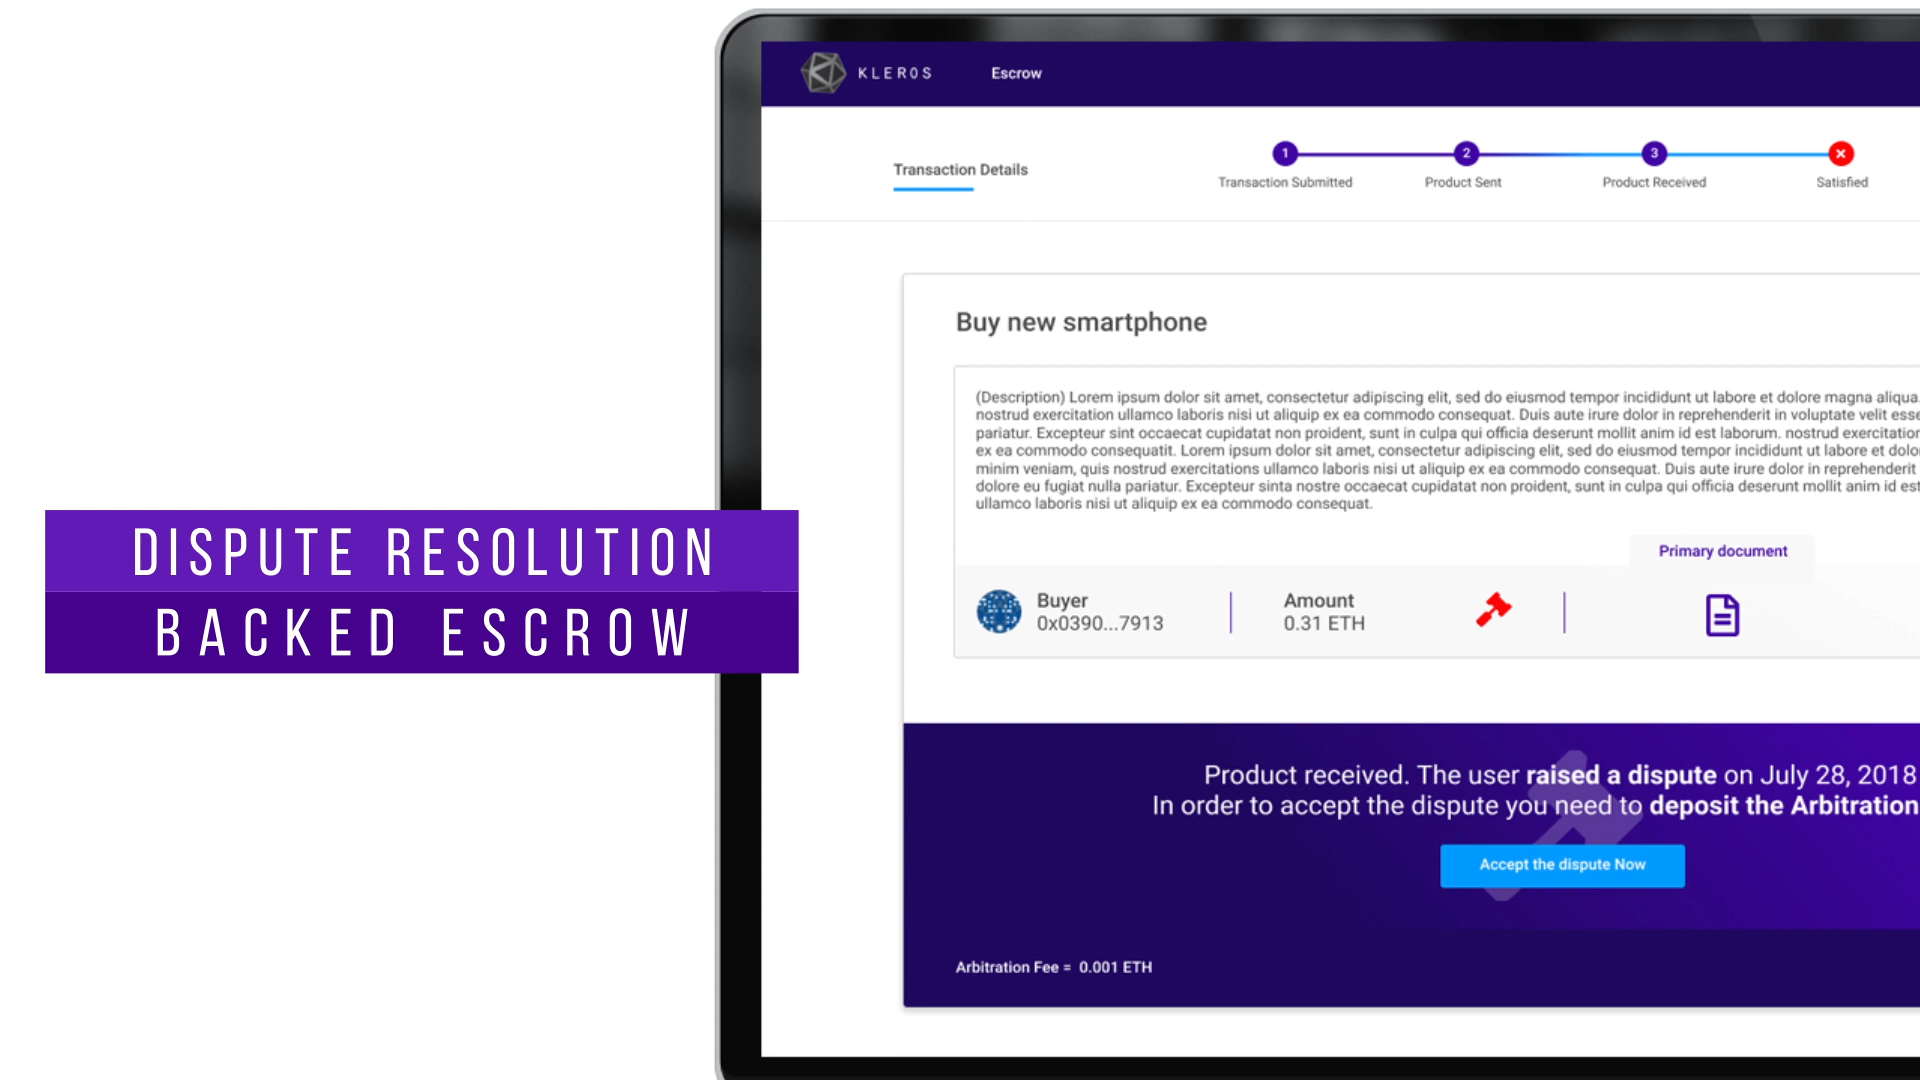 KLEROS
Escrow
Transaction Details
1
2
3
Transaction Submitted
Product Sent
Product Received
Satisfied
Buy new smartphone
(Description) Lorem ipsum dolor sit amet, consectetur adipiscing elit, sed do eiusmod tempor incididunt ut labore et dolore magna aliqua.
nostrud exercitation ullamco laboris nisi ut aliquip ex ea commodo consequat. Duis aute irure dolor in reprehenderit in voluptate velit esse
pariatur. Excepteur sint occaecat cupidatat non proident, sunt in culpa qui officia deserunt mollit anim id est laborum. nostrud exercitation
ex ea commodo consequatit. Lorem ipsum dolor sit amet, consectetur adipiscing elit, sed do eiusmod tempor incididunt ut labore et dolo
minim veniam, quis nostrud exercitations ullamco laboris nisi ut aliquip ex ea commodo consequat. Duis aute irure dolor in reprehenderit
dolore eu fugiat nulla pariatur. Excepteur sinta nostre occaecat cupidatat non proident, sunt in culpa qui officia deserunt mollit anim id est
ullamco laboris nisi ut aliquip ex ea commodo consequat.
Primary document
Buyer
0x0390...7913
Amount
0.31 ETH
DISPUTE RESOLUTION
BACKED ESCROW
Product received. The user raised a dispute on July 28, 2018
In order to accept the dispute you need to deposit the Arbitration
Accept the dispute Now
Arbitration Fee = 0.001 ETH